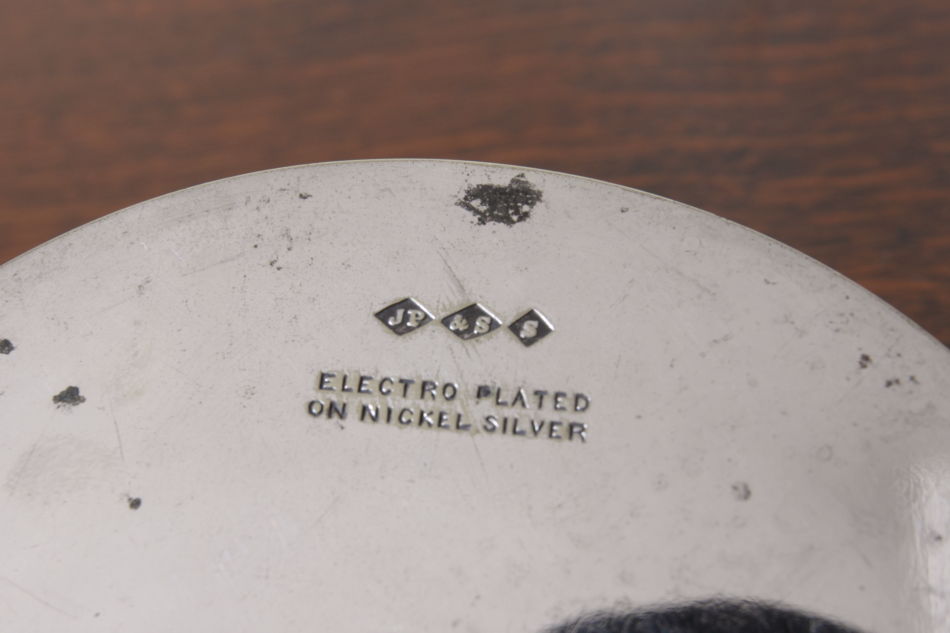 JP &S S
ELECTRO PLATED
ON NICKEL SILVER